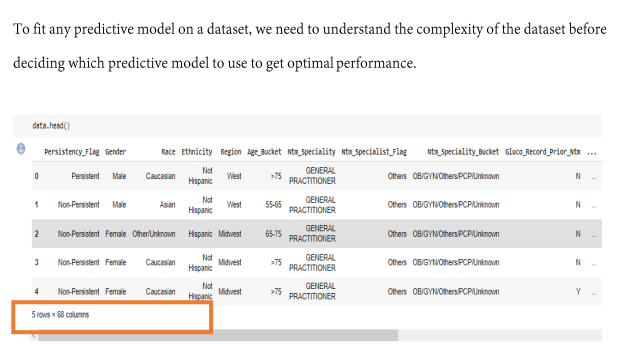 To fit any predictive model on a dataset, we need to understand the complexity of the dataset before
deciding which predictive model to use to get optimal performance.
data.head()
Persistency_Flag Gender Race Ethnicity Region Age_Bucket Ntm_Speciality Ntm_Specialist_Flag Ntm_Speciality_Bucket Gluco_Record_Prior_Ntm ...
0 Persistent Male Caucasian Not Hispanic West >75 GENERAL PRACTITIONER Others OB/GYN/Others/PCP/Unknown N ...
1 Non-Persistent Male Asian Not Hispanic West 55-65 GENERAL PRACTITIONER Others OB/GYN/Others/PCP/Unknown N ...
2 Non-Persistent Female Other/Unknown Hispanic Midwest 65-75 GENERAL PRACTITIONER Others OB/GYN/Others/PCP/Unknown N ...
3 Non-Persistent Female Caucasian Not Hispanic Midwest >75 GENERAL PRACTITIONER Others OB/GYN/Others/PCP/Unknown N ...
4 Non-Persistent Female Caucasian Not Hispanic Midwest >75 GENERAL PRACTITIONER Others OB/GYN/Others/PCP/Unknown Y ...
5 rows × 68 columns